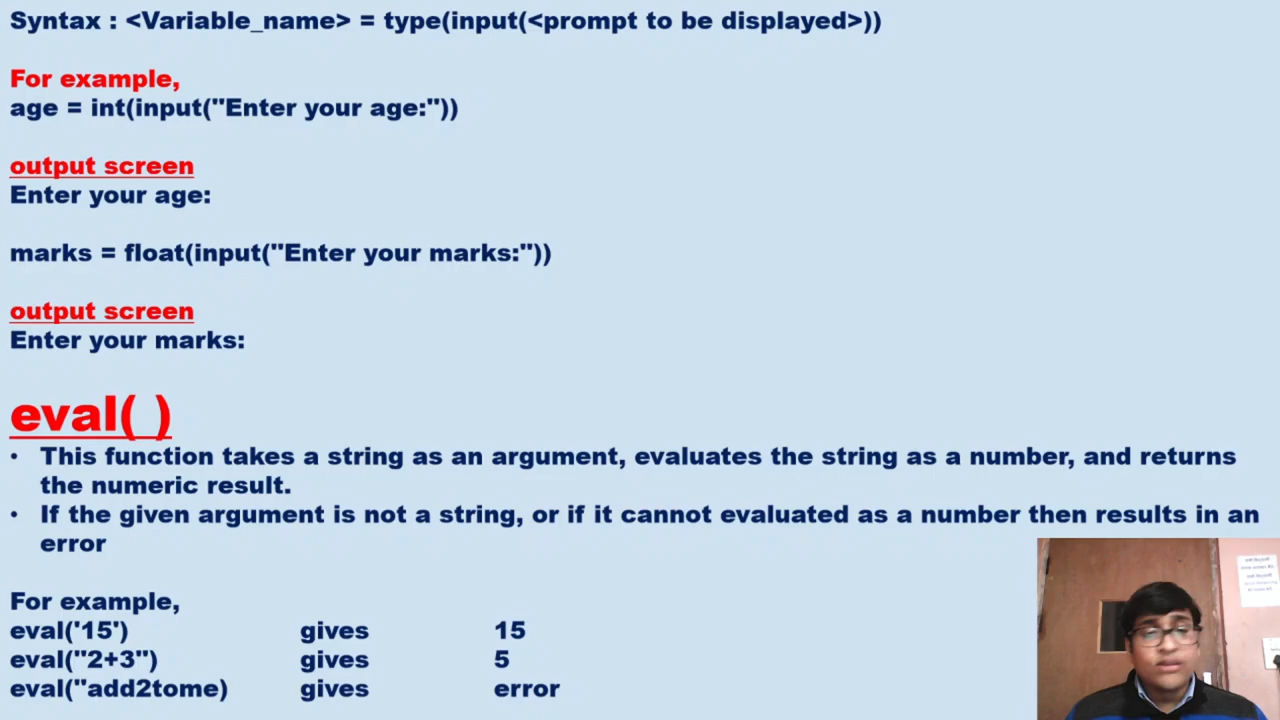 Syntax : <Variable_name> = type(input(<prompt to be displayed>))
For example,
age = int(input("Enter your age:"))
output screen
Enter your age:
marks = float(input("Enter your marks:"))
output screen
Enter your marks:
eval( )
• This function takes a string as an argument, evaluates the string as a number, and returns
the numeric result.
• If the given argument is not a string, or if it cannot evaluated as a number then results in an
error
For example,
eval('15') gives 15
eval("2+3") gives 5
eval("add2tome) gives error